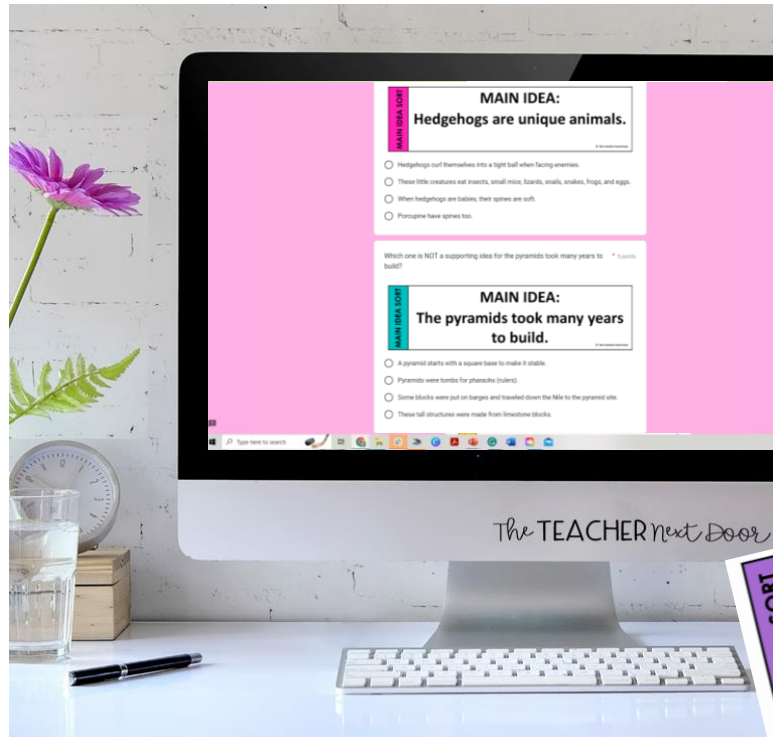 MAIN IDEA SORT
MAIN IDEA:
Hedgehogs are unique animals.
Hedgehogs curl themselves into a tight ball when facing enemies.
These little creatures eat insects, small mice, lizards, snails, snakes, frogs, and eggs.
When hedgehogs are babies, their spines are soft.
Porcupine have spines too.
Which one is NOT a supporting idea for the pyramids took many years to * 5 points
build?
MAIN IDEA SORT
MAIN IDEA:
The pyramids took many years
to build.
A pyramid starts with a square base to make it stable.
Pyramids were tombs for pharaohs (rulers).
Some blocks were put on barges and traveled down the Nile to the pyramid site.
These tall structures were made from limestone blocks.
Type here to search
The TEACHER Next Door
SORT